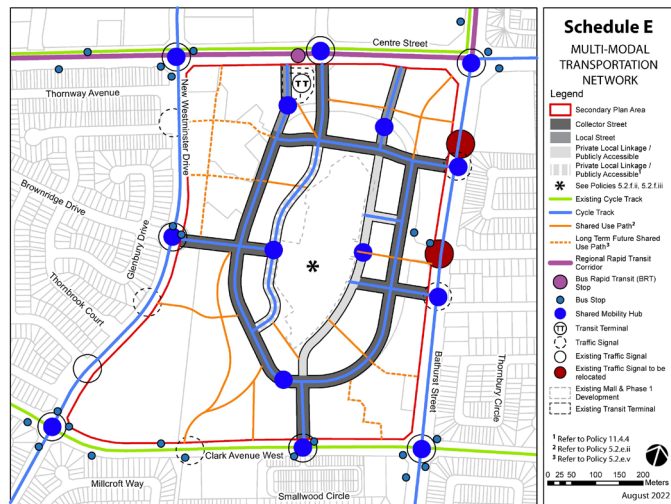 Centre Street
Thornway Avenue
New Westminster Drive
TT
Brownridge Drive
Glenbury Drive
Thornbrook Court
*
Bathurst Street
Thornbury Circle
Clark Avenue West
Millcroft Way
Smallwood Circle
Schedule E
MULTI-MODAL
TRANSPORTATION
NETWORK
Legend
Secondary Plan Area
Collector Street
Local Street
Private Local Linkage /
Publicly Accessible
Private Local Linkage /
Publicly Accessible¹
* See Policies 5.2.f.ii, 5.2.f.iii
Existing Cycle Track
Cycle Track
Shared Use Path²
Long Term Future Shared
Use Path³
Regional Rapid Transit
Corridor
Bus Rapid Transit (BRT)
Stop
Bus Stop
Shared Mobility Hub
TT Transit Terminal
Traffic Signal
Existing Traffic Signal
Existing Traffic Signal to be
relocated
Existing Mall & Phase 1
Development
Existing Transit Terminal
¹ Refer to Policy 11.4.4
² Refer to Policy 5.2.e.ii
³ Refer to Policy 5.2.e.v
0 25 50 100 150 200
Meters
August 2022